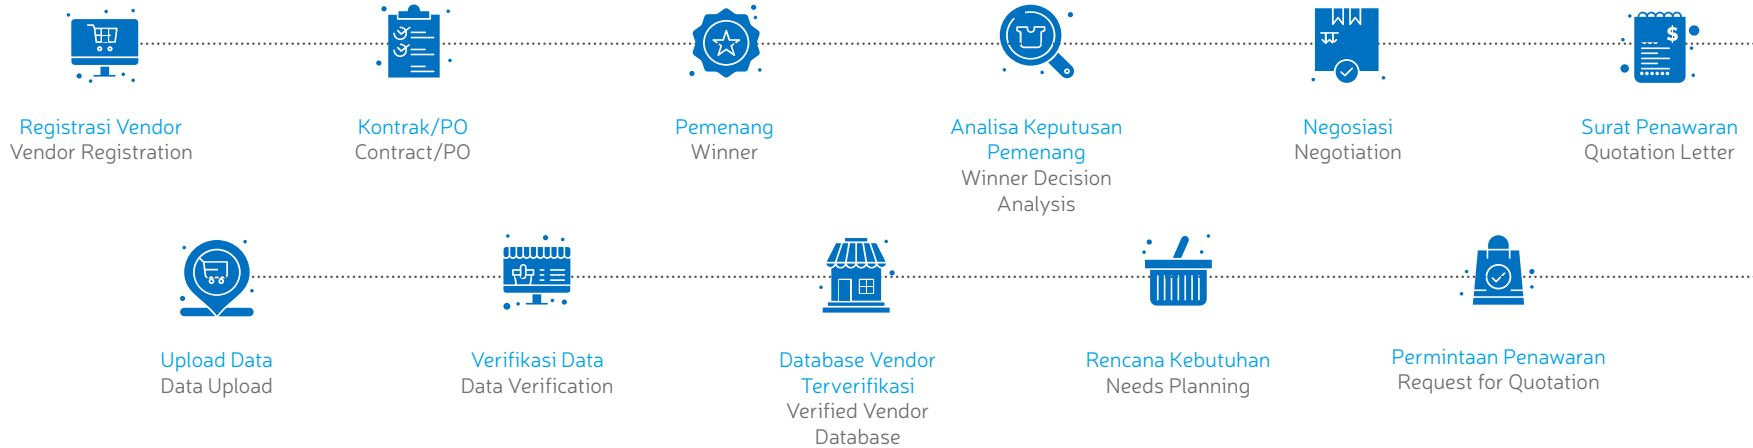 Registrasi Vendor
Vendor Registration
Kontrak/PO
Contract/PO
Pemenang
Winner
Analisa Keputusan
Pemenang
Winner Decision
Analysis
Negosiasi
Negotiation
Surat Penawaran
Quotation Letter
$
Upload Data
Data Upload
Verifikasi Data
Data Verification
Database Vendor
Terverifikasi
Verified Vendor
Database
Rencana Kebutuhan
Needs Planning
Permintaan Penawaran
Request for Quotation